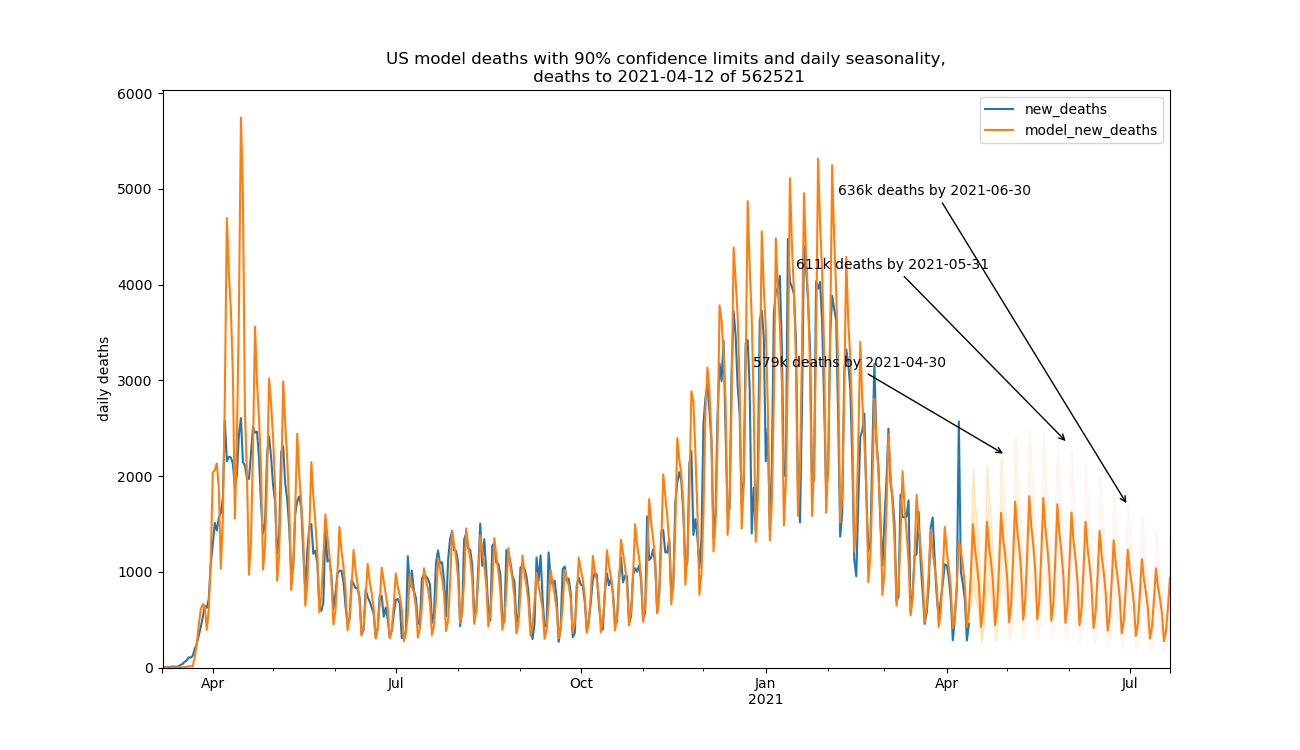 US model deaths with 90% confidence limits and daily seasonality,
deaths to 2021-04-12 of 562521
new_deaths
model_new_deaths
6000
5000
4000
3000
2000
1000
0
daily deaths
636k deaths by 2021-06-30
611k deaths by 2021-05-31
579k deaths by 2021-04-30
Apr
Jul
Oct
Jan
2021
Apr
Jul